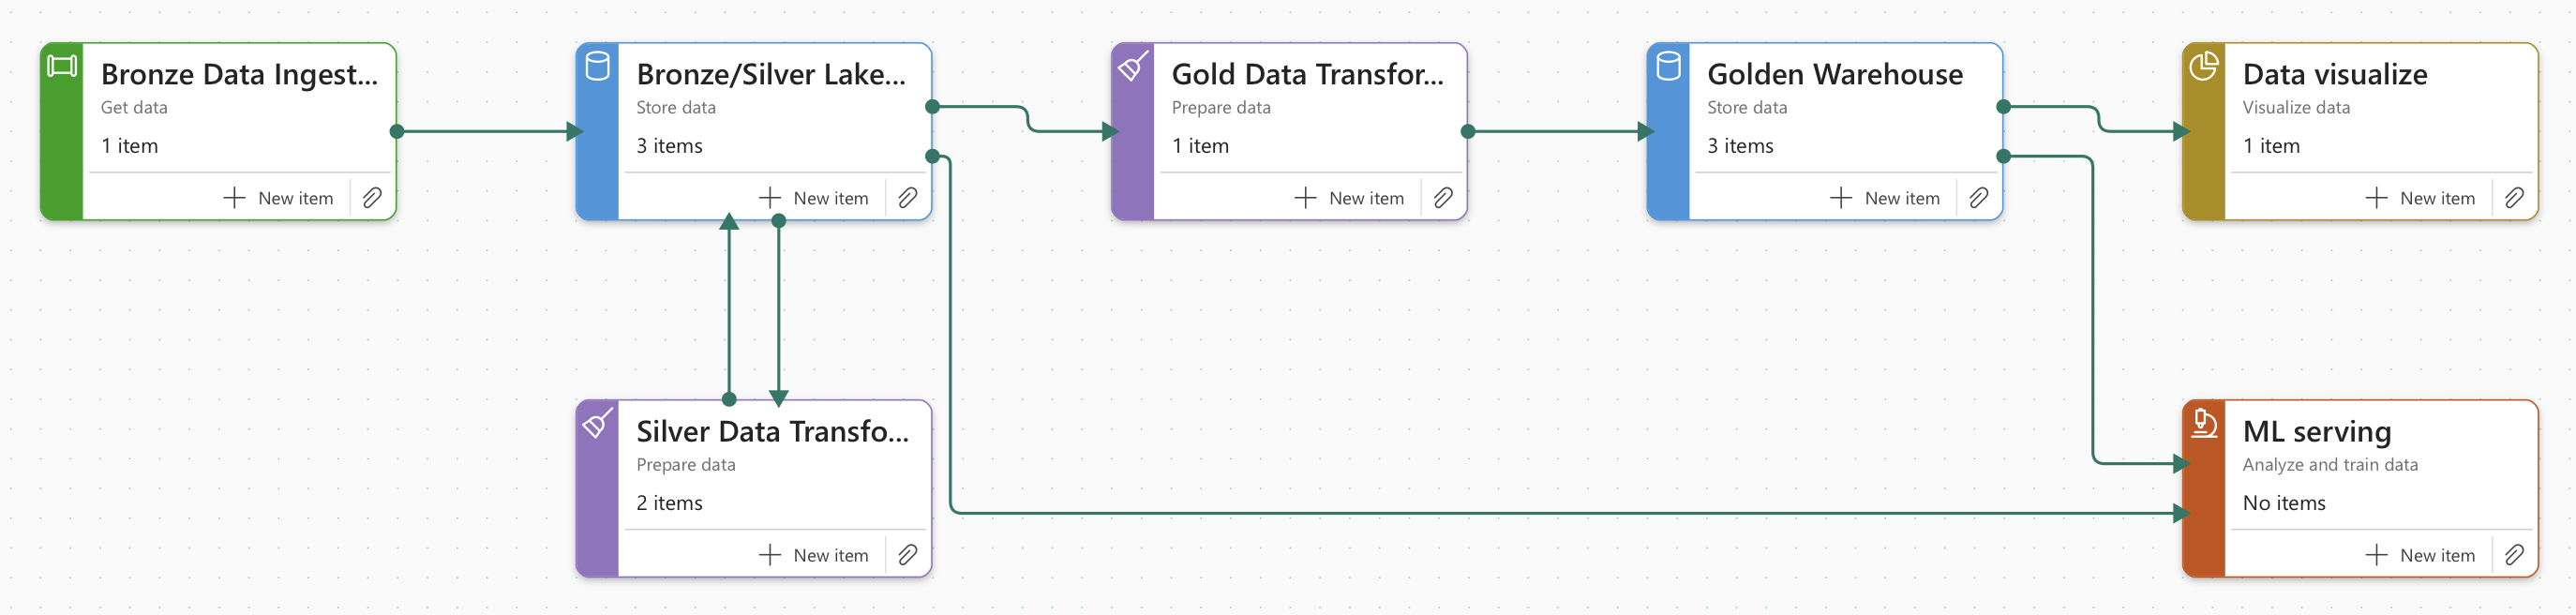 Bronze Data Ingest...
Get data
1 item
New item
Bronze/Silver Lake...
Store data
3 items
New item
Gold Data Transfor...
Prepare data
1 item
New item
Golden Warehouse
Store data
3 items
New item
Data visualize
Visualize data
1 item
New item
Silver Data Transfo...
Prepare data
2 items
New item
ML serving
Analyze and train data
No items
New item